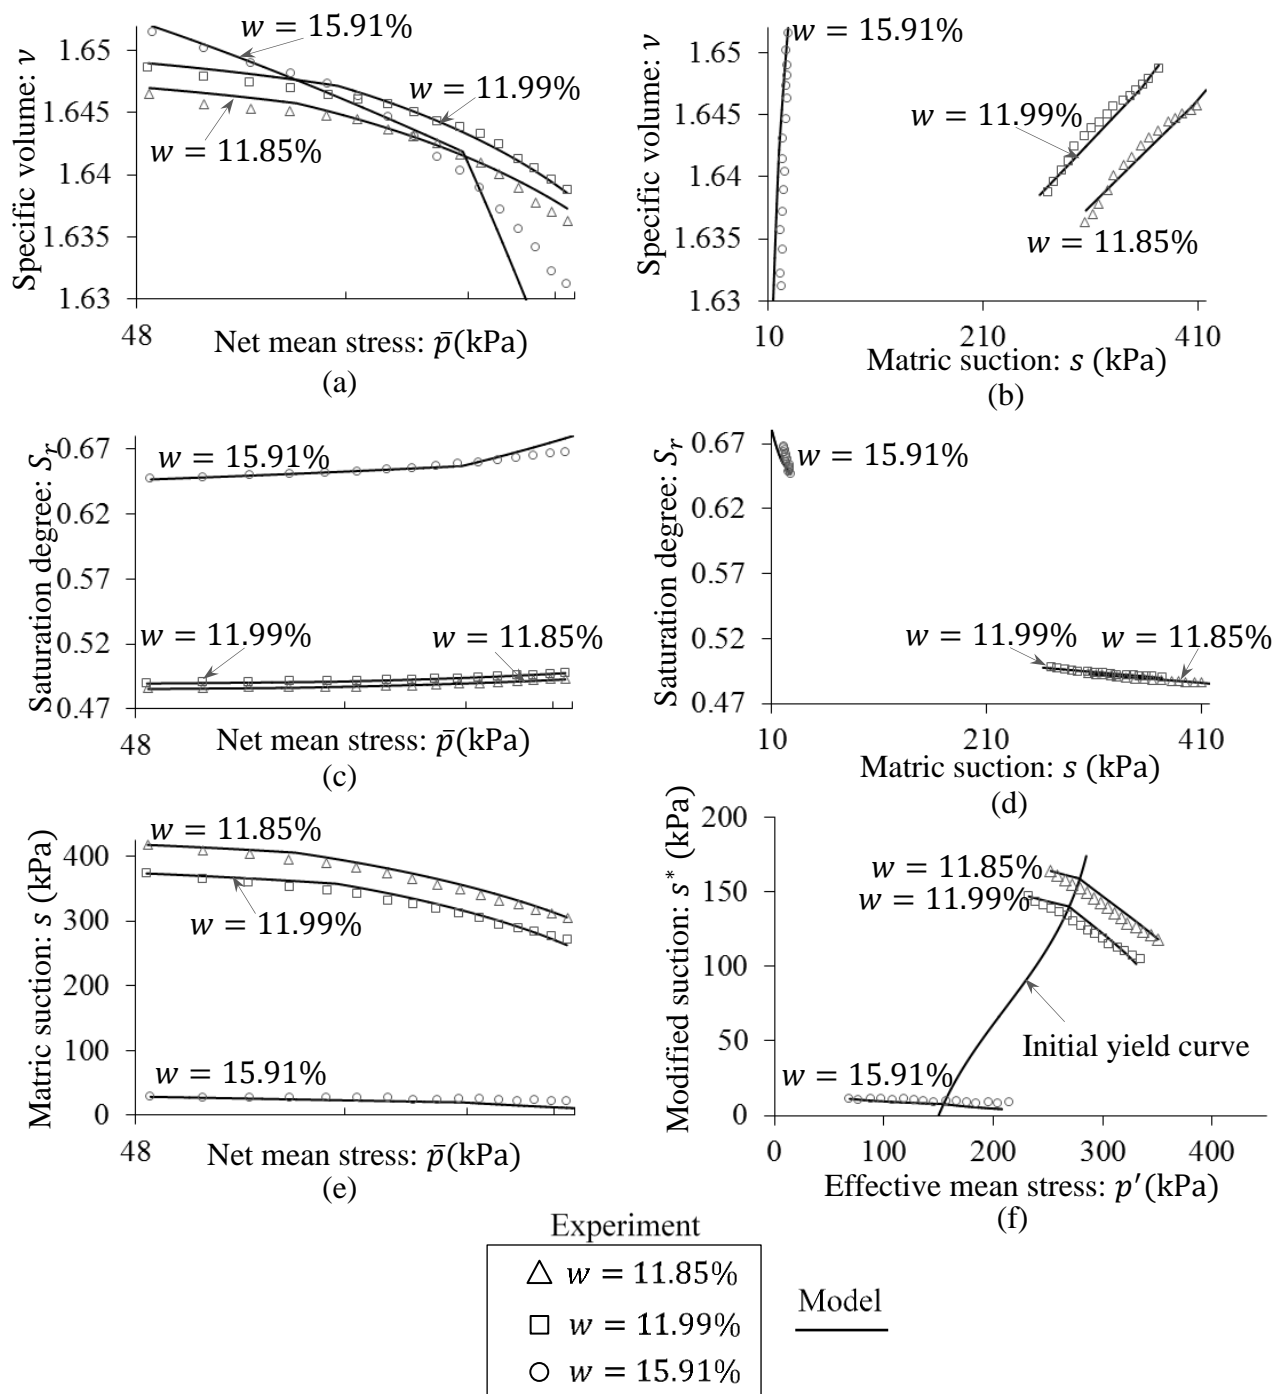 Specific volume: v
1.65
1.645
1.64
1.635
1.63
w = 15.91%
w = 11.99%
w = 11.85%
48
Net mean stress: p̄(kPa)
(a)
Specific volume: v
1.65
1.645
1.64
1.635
1.63
w = 15.91%
w = 11.99%
w = 11.85%
10
210
410
Matric suction: s (kPa)
(b)
Saturation degree: Sr
0.67
0.62
0.57
0.52
0.47
w = 15.91%
w = 11.99%
w = 11.85%
48
Net mean stress: p̄(kPa)
(c)
Saturation degree: Sr
0.67
0.62
0.57
0.52
0.47
w = 15.91%
w = 11.99%
w = 11.85%
10
210
410
Matric suction: s (kPa)
(d)
Matric suction: s (kPa)
400
300
200
100
0
w = 11.85%
w = 11.99%
w = 15.91%
48
Net mean stress: p̄(kPa)
(e)
Modified suction: s* (kPa)
200
150
100
50
0
w = 11.85%
w = 11.99%
Initial yield curve
w = 15.91%
0
100
200
300
400
Effective mean stress: p′(kPa)
(f)
Experiment
w = 11.85%
w = 11.99%
w = 15.91%
Model